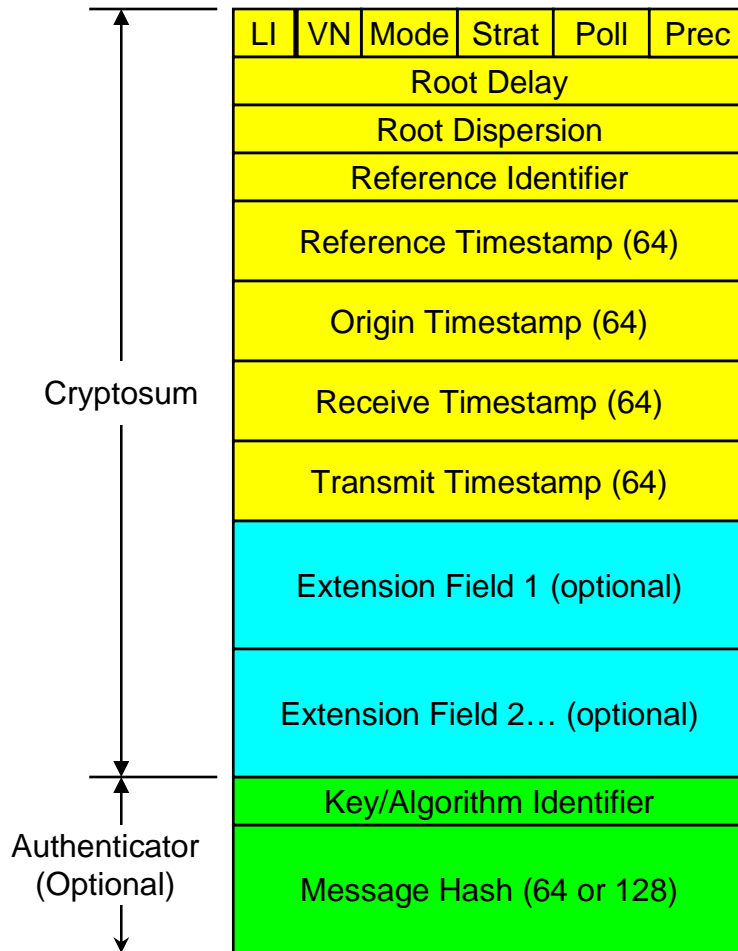 LI VN Mode Strat Poll Prec
Root Delay
Root Dispersion
Reference Identifier
Reference Timestamp (64)
Origin Timestamp (64)
Cryptosum
Receive Timestamp (64)
Transmit Timestamp (64)
Extension Field 1 (optional)
Extension Field 2… (optional)
Key/Algorithm Identifier
Authenticator
(Optional)
Message Hash (64 or 128)